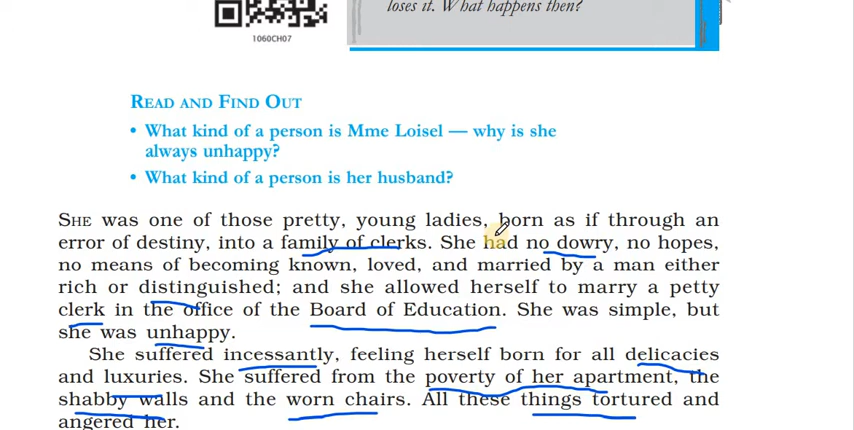 loses it. What happens then?
1060CH07
READ AND FIND OUT
• What kind of a person is Mme Loisel — why is she
always unhappy?
• What kind of a person is her husband?
SHE was one of those pretty, young ladies, born as if through an
error of destiny, into a family of clerks. She had no dowry, no hopes,
no means of becoming known, loved, and married by a man either
rich or distinguished; and she allowed herself to marry a petty
clerk in the office of the Board of Education. She was simple, but
she was unhappy.
She suffered incessantly, feeling herself born for all delicacies
and luxuries. She suffered from the poverty of her apartment, the
shabby walls and the worn chairs. All these things tortured and
angered her.